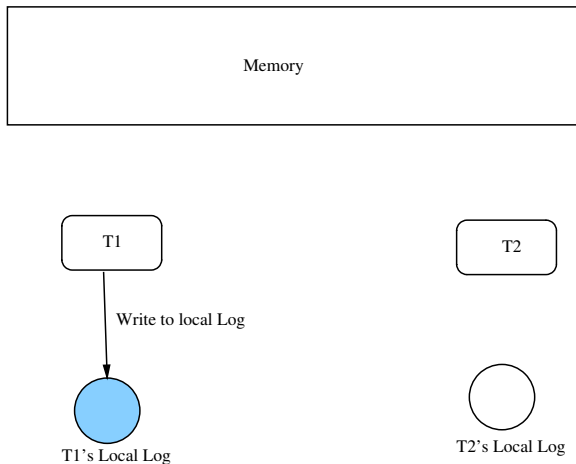 Memory
T1
T2
Write to local Log
T1's Local Log
T2's Local Log